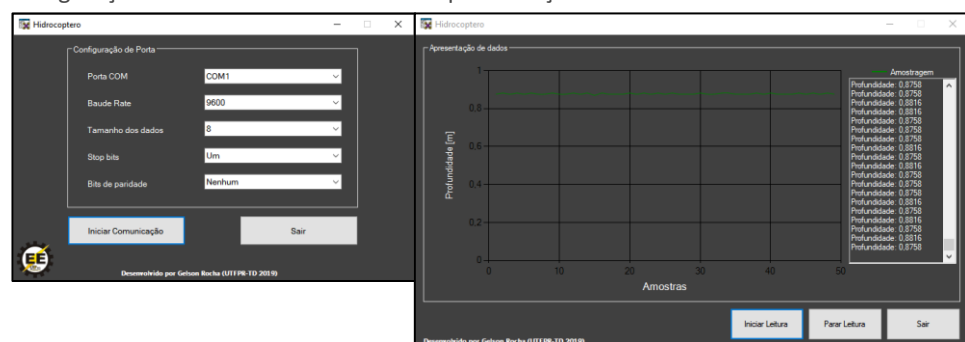 Hidrocoptero
Configuração de Porta
Porta COM COM1
Baude Rate 9600
Tamanho dos dados 8
Stop bits Um
Bits de paridade Nenhum
Iniciar Comunicação Sair
EE
Desenvolvido por Gelson Rocha (UTFPR-TD 2019)
Hidrocoptero
Apresentação de dados
Amostragem
1
0.8
0.6
0.4
0.2
0
Profundidade [m]
0 10 20 30 40 50
Amostras
Profundidade: 0,8758
Profundidade: 0,8758
Profundidade: 0,8816
Profundidade: 0,8816
Profundidade: 0,8758
Profundidade: 0,8758
Profundidade: 0,8758
Profundidade: 0,8816
Profundidade: 0,8758
Profundidade: 0,8816
Profundidade: 0,8758
Profundidade: 0,8758
Profundidade: 0,8758
Profundidade: 0,8816
Profundidade: 0,8758
Profundidade: 0,8816
Profundidade: 0,8758
Profundidade: 0,8816
Profundidade: 0,8758
Iniciar Leitura Parar Leitura Sair
Desenvolvido por Gelson Rocha (UTFPR-TD 2019)